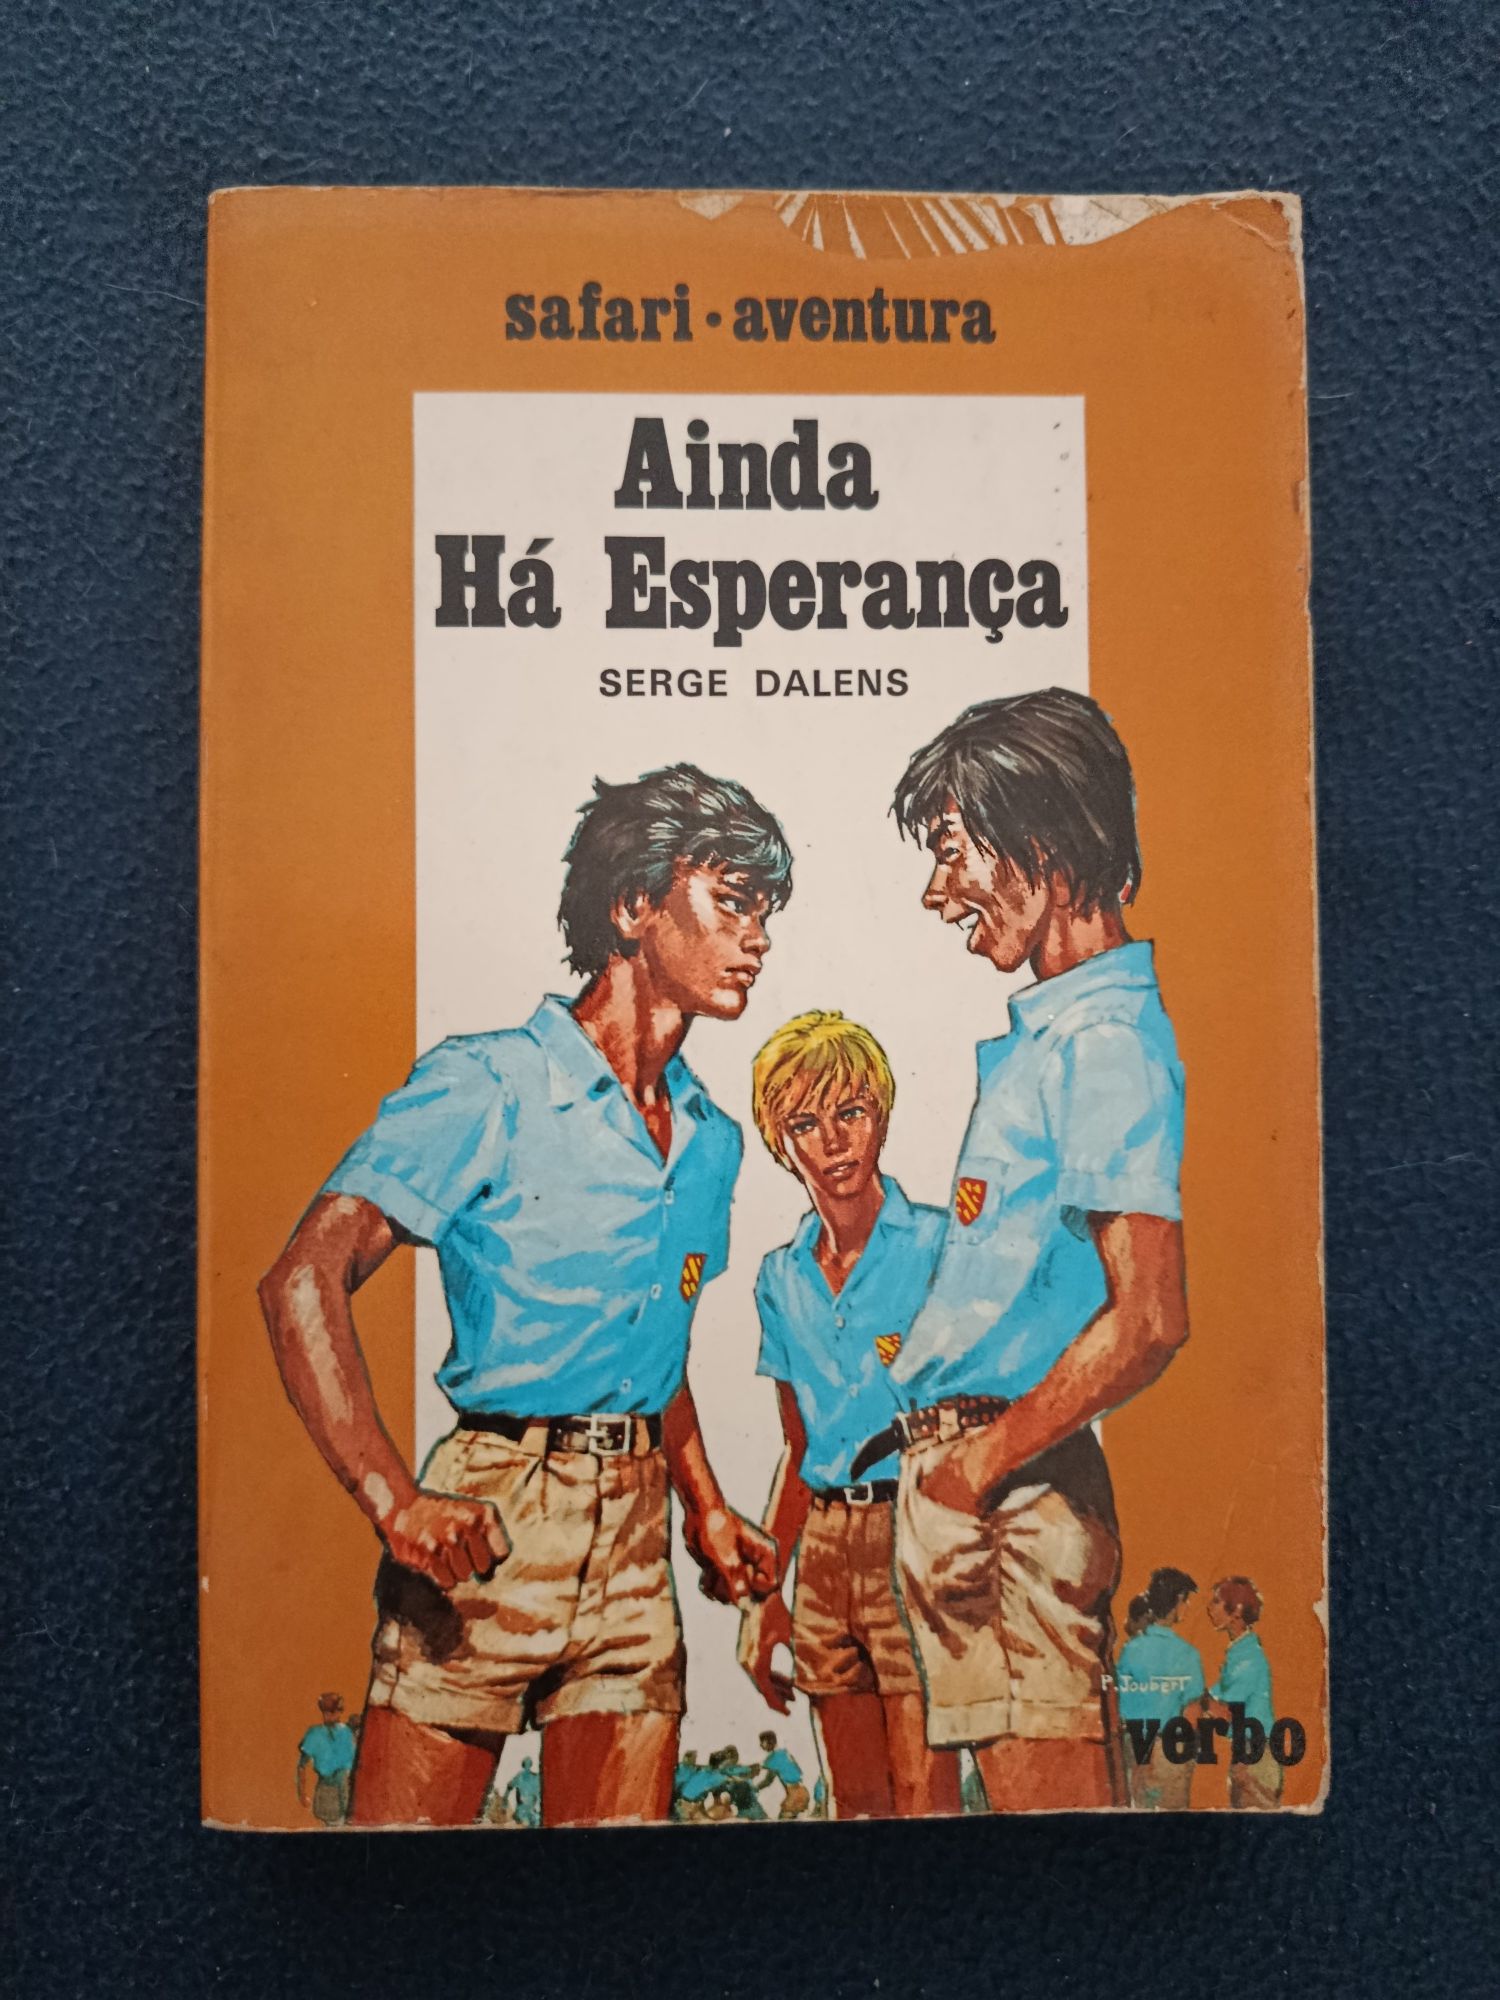 safari • aventura
Ainda
Há Esperança
SERGE DALENS
P. Joubert
verbo